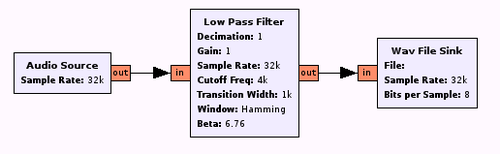 Audio Source
Sample Rate: 32k
out
in
Low Pass Filter
Decimation: 1
Gain: 1
Sample Rate: 32k
Cutoff Freq: 4k
Transition Width: 1k
Window: Hamming
Beta: 6.76
out
in
Wav File Sink
File:
Sample Rate: 32k
Bits per Sample: 8